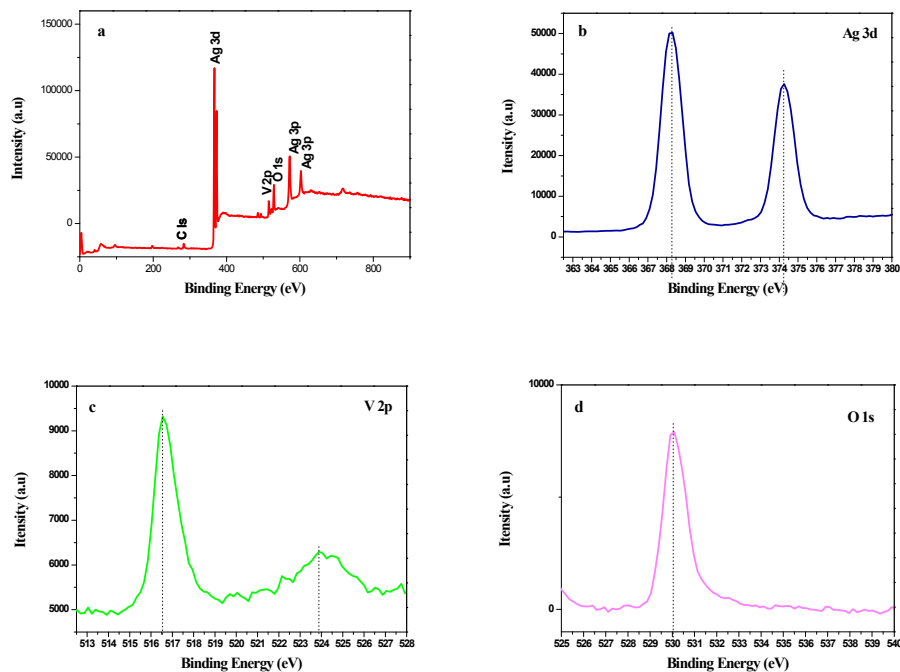 a
Ag 3d
Ag 3p
Ag 3p
O 1s
V 2p
C ls
150000
100000
50000
0
0 200 400 600 800
Intensity (a.u)
Binding Energy (eV)
b
Ag 3d
50000
40000
30000
20000
10000
0
363 364 365 366 367 368 369 370 371 372 373 374 375 376 377 378 379 380
Itensity (a.u)
Binding Energy (eV)
c
V 2p
10000
9000
8000
7000
6000
5000
513 514 515 516 517 518 519 520 521 522 523 524 525 526 527 528
Itensity (a.u)
Binding Energy (eV)
d
O 1s
10000
0
525 526 527 528 529 530 531 532 533 534 535 536 537 538 539 540
Itensity (a.u)
Binding Energy (eV)